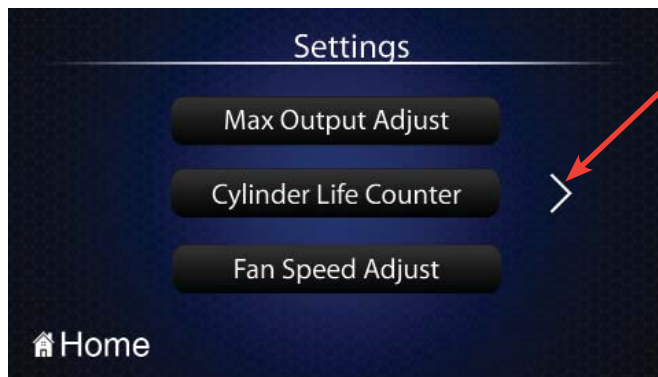 Settings
Max Output Adjust
Cylinder Life Counter
Fan Speed Adjust
Home